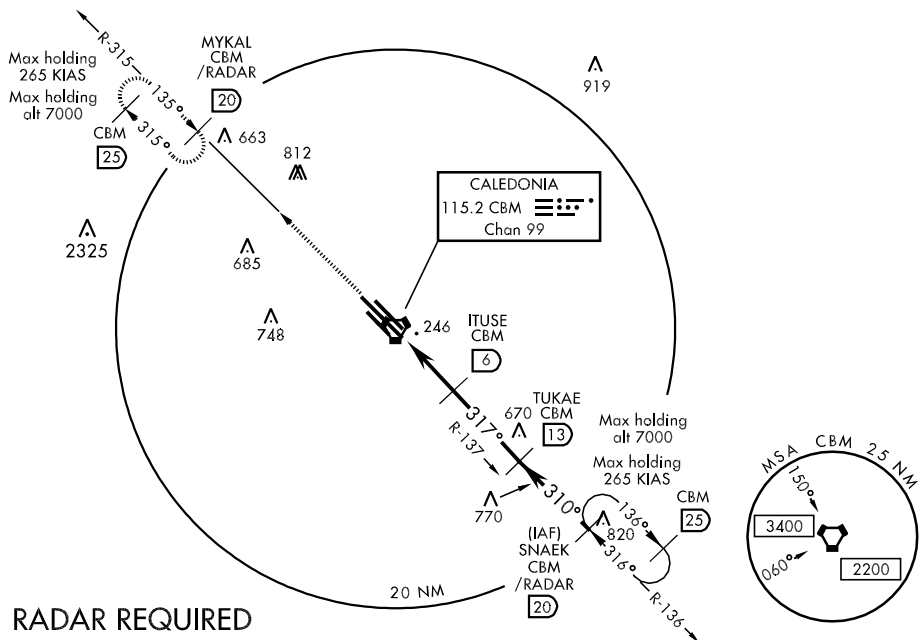 R-315
MYKAL
CBM
/RADAR
20
Max holding
265 KIAS
Max holding
alt 7000
135°
315°
CBM
25
663
812
919
2325
685
748
CALEDONIA
115.2 CBM
Chan 99
246
ITUSE
CBM
6
317°
R-137
670
TUKAE
CBM
13
Max holding
alt 7000
Max holding
265 KIAS
770
310°
136°
820
316°
CBM
25
(IAF)
SNAEK
CBM
/RADAR
20
R-136
20 NM
MSA CBM 25 NM
150°
3400
060°
2200
RADAR REQUIRED